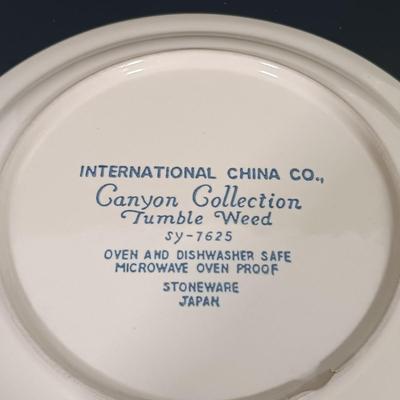 INTERNATIONAL CHINA CO.,
Canyon Collection
Tumble Weed
SY-7625
OVEN AND DISHWASHER SAFE
MICROWAVE OVEN PROOF
STONEWARE
JAPAN